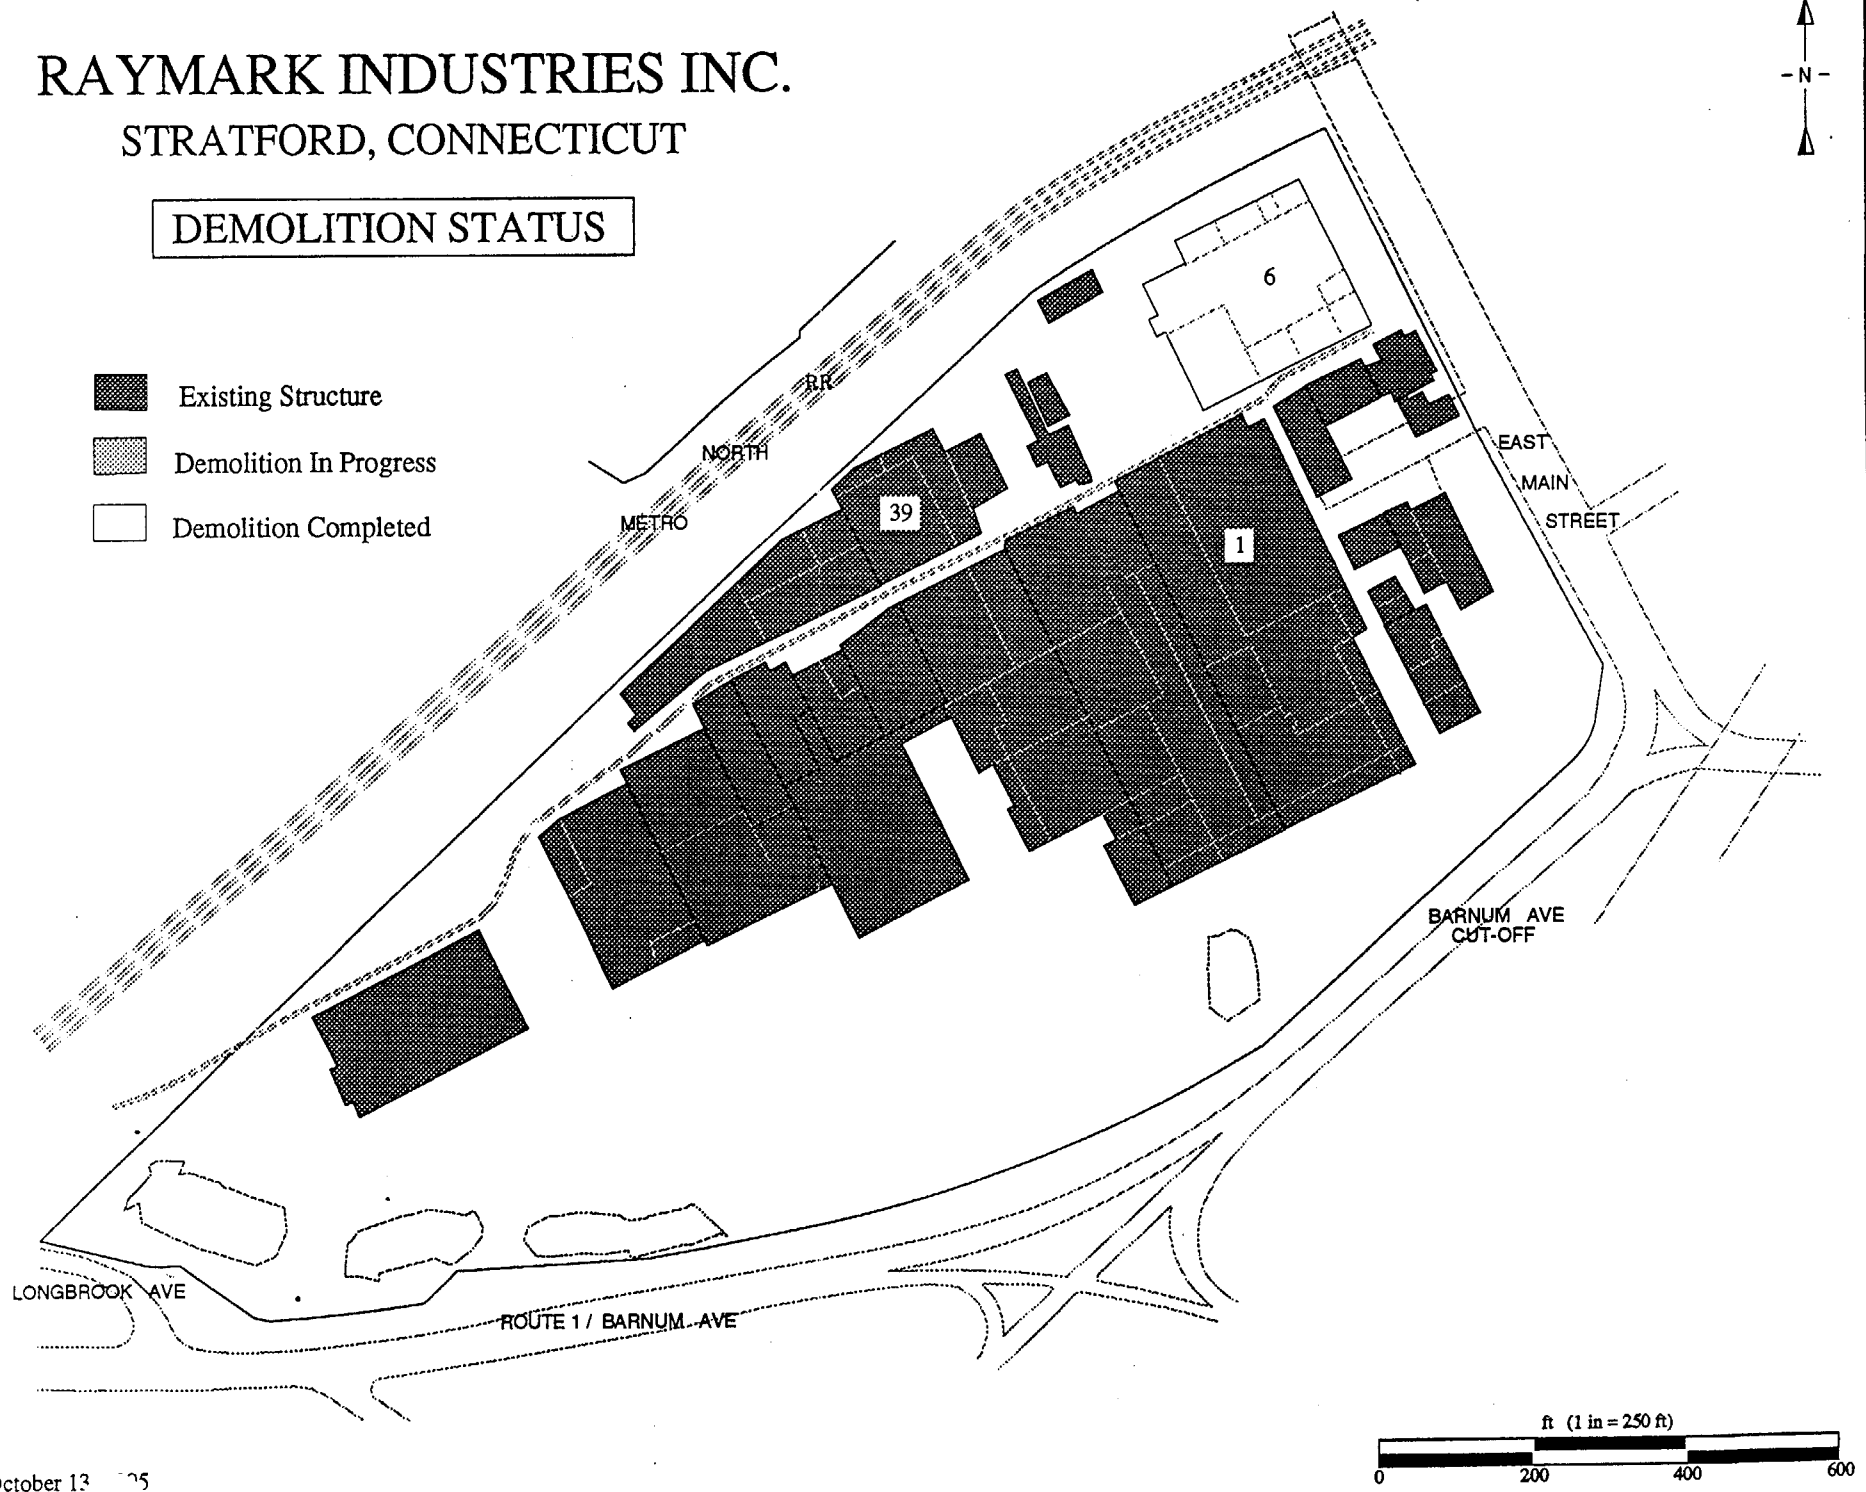 RAYMARK INDUSTRIES INC.
STRATFORD, CONNECTICUT
DEMOLITION STATUS
Existing Structure
Demolition In Progress
Demolition Completed
-N-
6
39
1
RR
NORTH
METRO
EAST
MAIN
STREET
BARNUM AVE
CUT-OFF
LONGBROOK AVE
ROUTE 1 / BARNUM AVE
ft (1 in = 250 ft)
0 200 400 600
13